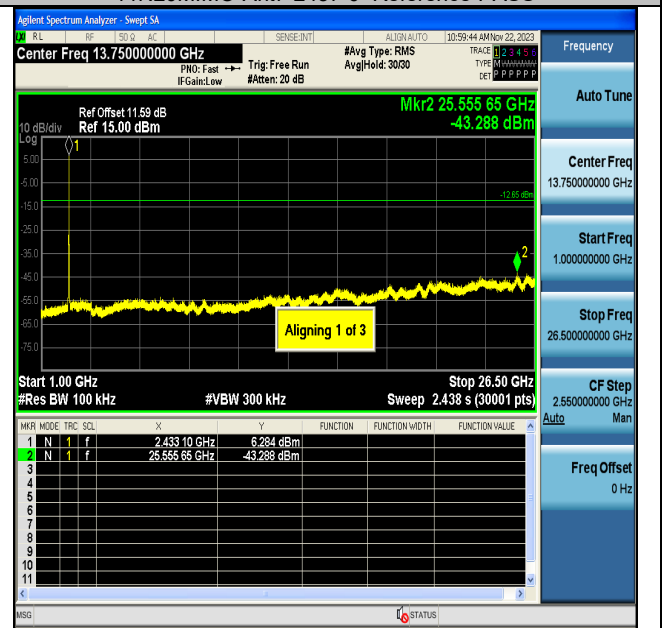 Agilent Spectrum Analyzer - Swept SA
LXI RL RF 50 Ω AC SENSE:INT ALIGN AUTO 10:59:44 AM Nov 22, 2023
Center Freq 13.750000000 GHz
PNO: Fast
IFGain:Low
Trig: Free Run
#Atten: 20 dB
#Avg Type: RMS
Avg|Hold: 30/30
TRACE 1 2 3 4 5 6
TYPE M
DET P P P P P P
Frequency
Auto Tune
Center Freq
13.750000000 GHz
Start Freq
1.000000000 GHz
Stop Freq
26.500000000 GHz
CF Step
2.550000000 GHz
Auto Man
Freq Offset
0 Hz
Mkr2 25.555 65 GHz
-43.288 dBm
Ref Offset 11.59 dB
10 dB/div Ref 15.00 dBm
Log
1
5.00
-5.00
-12.65 dBm
-15.0
-25.0
-35.0
2
-45.0
-55.0
-65.0
-75.0
Aligning 1 of 3
Start 1.00 GHz Stop 26.50 GHz
#Res BW 100 kHz #VBW 300 kHz Sweep 2.438 s (30001 pts)
MKR MODE TRC SCL X Y FUNCTION FUNCTION WIDTH FUNCTION VALUE
1 N 1 f 2.433 10 GHz 6.284 dBm
2 N 1 f 25.555 65 GHz -43.288 dBm
3
4
5
6
7
8
9
10
11
MSG STATUS